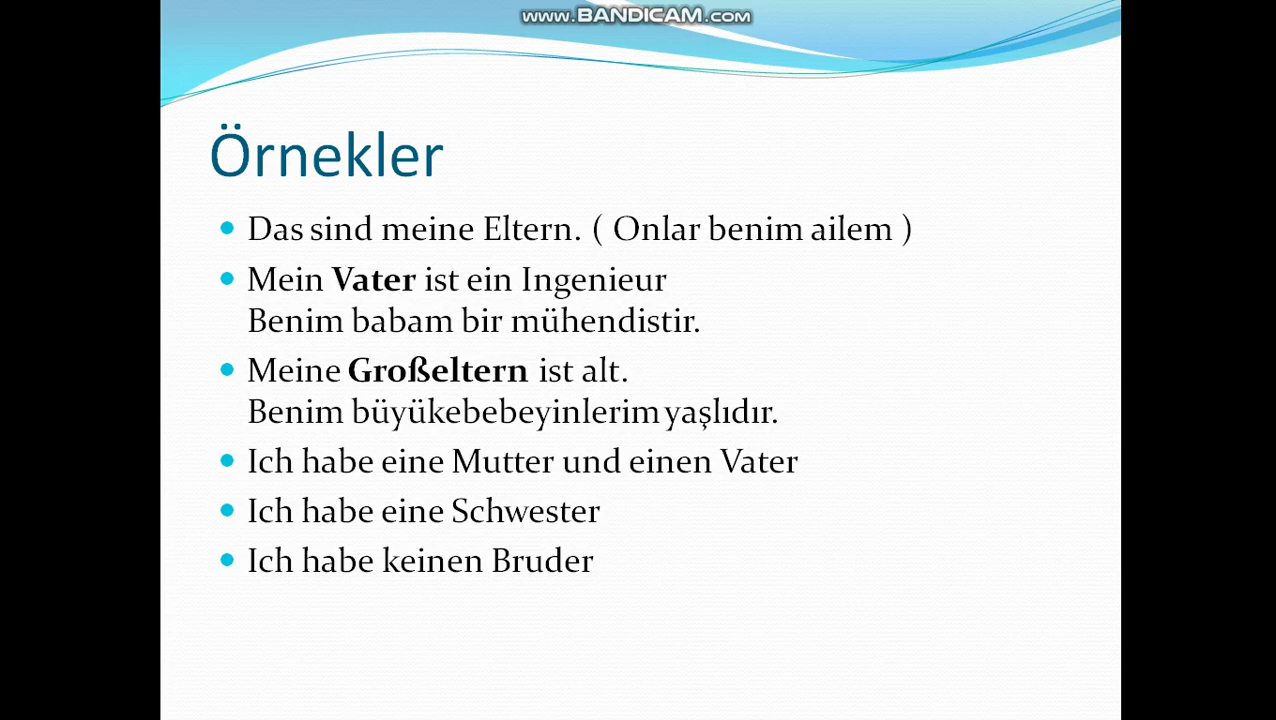 www.BANDICAM.com
Örnekler
Das sind meine Eltern. ( Onlar benim ailem )
Mein Vater ist ein Ingenieur
Benim babam bir mühendistir.
Meine Großeltern ist alt.
Benim büyükebebeyinlerim yaşlıdır.
Ich habe eine Mutter und einen Vater
Ich habe eine Schwester
Ich habe keinen Bruder